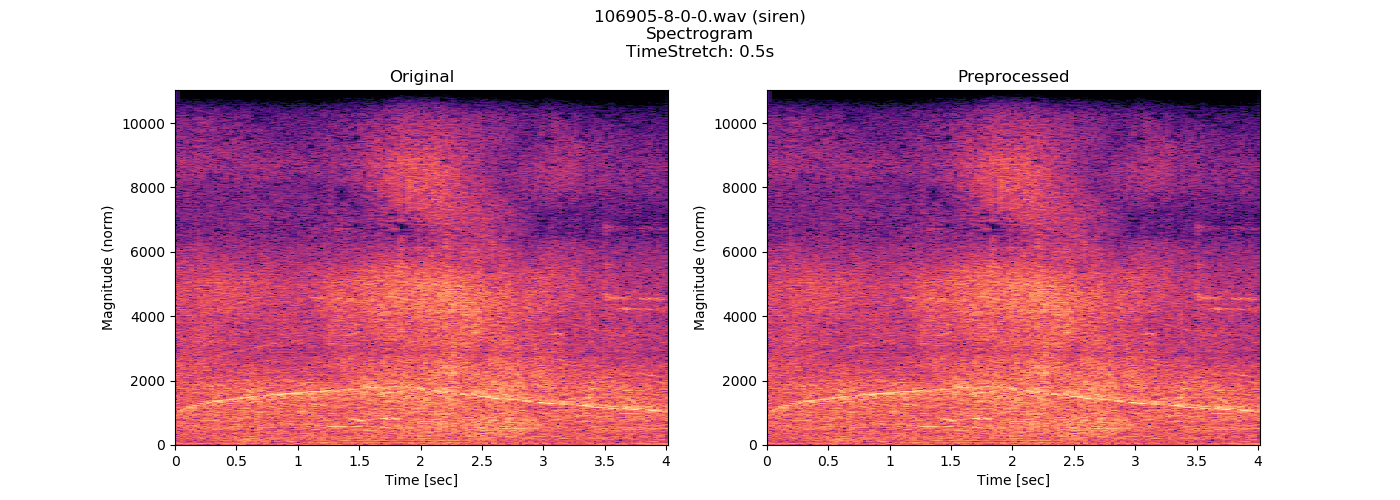 106905-8-0-0.wav (siren)
Spectrogram
TimeStretch: 0.5s
Original
Preprocessed
Magnitude (norm)
10000
8000
6000
4000
2000
0
0 0.5 1 1.5 2 2.5 3 3.5 4
Time [sec]
Magnitude (norm)
10000
8000
6000
4000
2000
0
0 0.5 1 1.5 2 2.5 3 3.5 4
Time [sec]